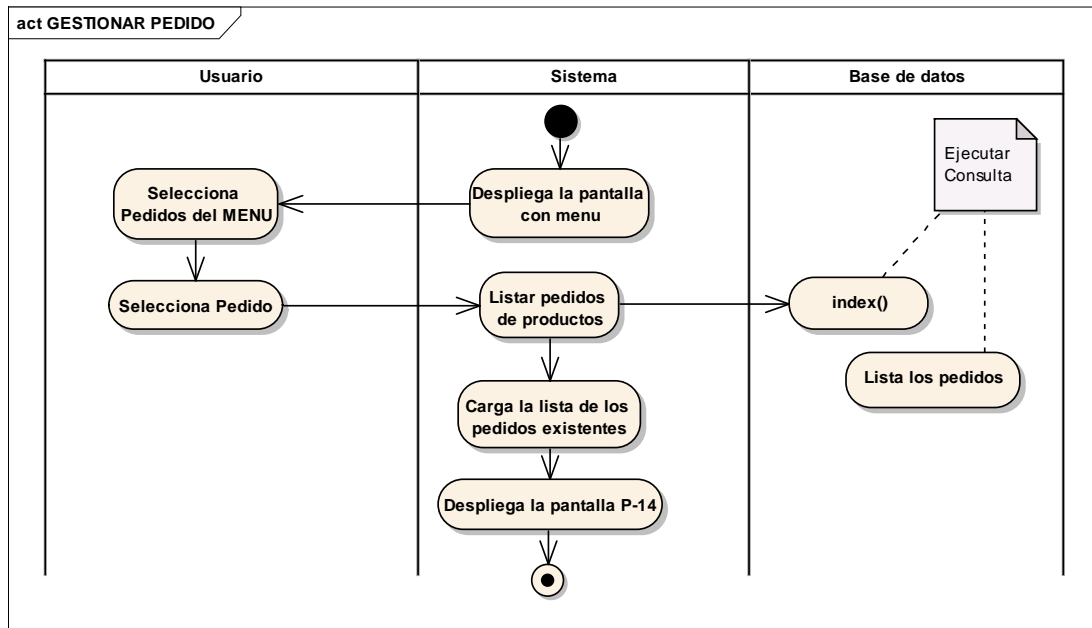 act GESTIONAR PEDIDO
Usuario
Sistema
Base de datos
Ejecutar
Consulta
Selecciona
Pedidos del MENU
Despliega la pantalla
con menu
Selecciona Pedido
Listar pedidos
de productos
index()
Lista los pedidos
Carga la lista de los
pedidos existentes
Despliega la pantalla P-14